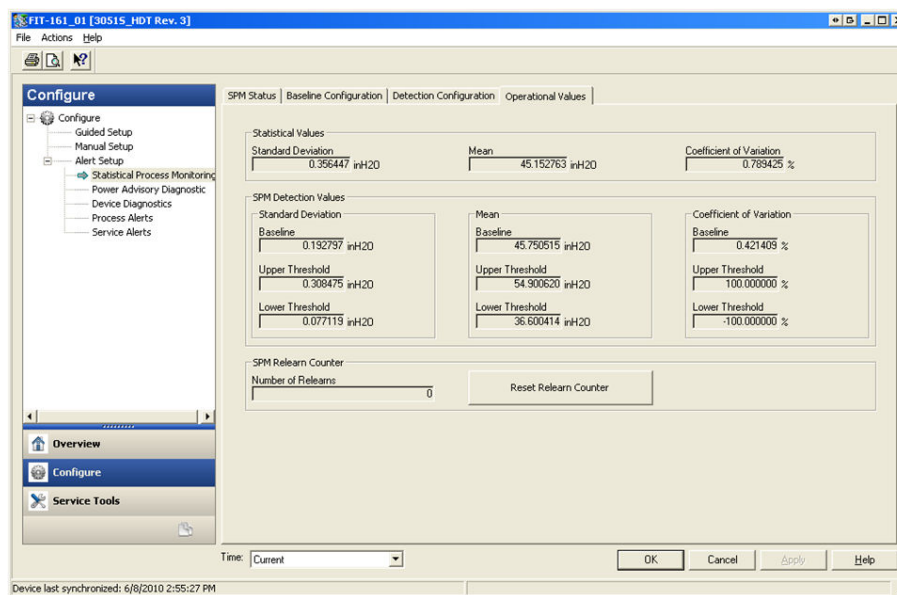 FIT-161_01 [3051S_HDT Rev. 3]
File Actions Help
Configure
Configure
Guided Setup
Manual Setup
Alert Setup
Statistical Process Monitoring
Power Advisory Diagnostic
Device Diagnostics
Process Alerts
Service Alerts
Overview
Configure
Service Tools
SPM Status Baseline Configuration Detection Configuration Operational Values
Statistical Values
Standard Deviation Mean Coefficient of Variation
0.356447 inH2O 45.152763 inH2O 0.789425 %
SPM Detection Values
Standard Deviation Mean Coefficient of Variation
Baseline Baseline Baseline
0.192797 inH2O 45.750515 inH2O 0.421409 %
Upper Threshold Upper Threshold Upper Threshold
0.308475 inH2O 54.900620 inH2O 100.000000 %
Lower Threshold Lower Threshold Lower Threshold
0.077119 inH2O 36.600414 inH2O -100.000000 %
SPM Relearn Counter
Number of Relearns
0 Reset Relearn Counter
Time: Current OK Cancel Apply Help
Device last synchronized: 6/8/2010 2:55:27 PM